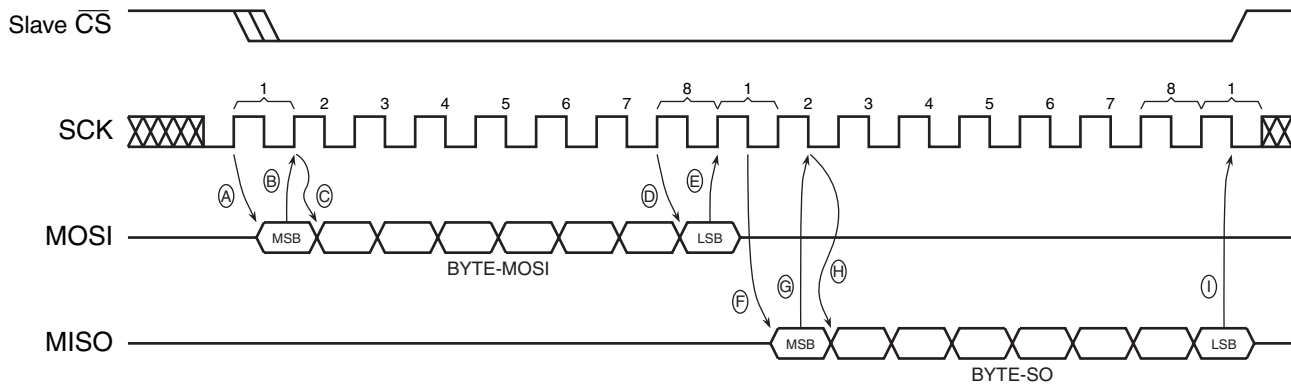 Slave CS
1 2 3 4 5 6 7 8 1 2 3 4 5 6 7 8 1
SCK
A B C D E
MOSI MSB LSB
BYTE-MOSI
F G H I
MISO MSB LSB
BYTE-SO